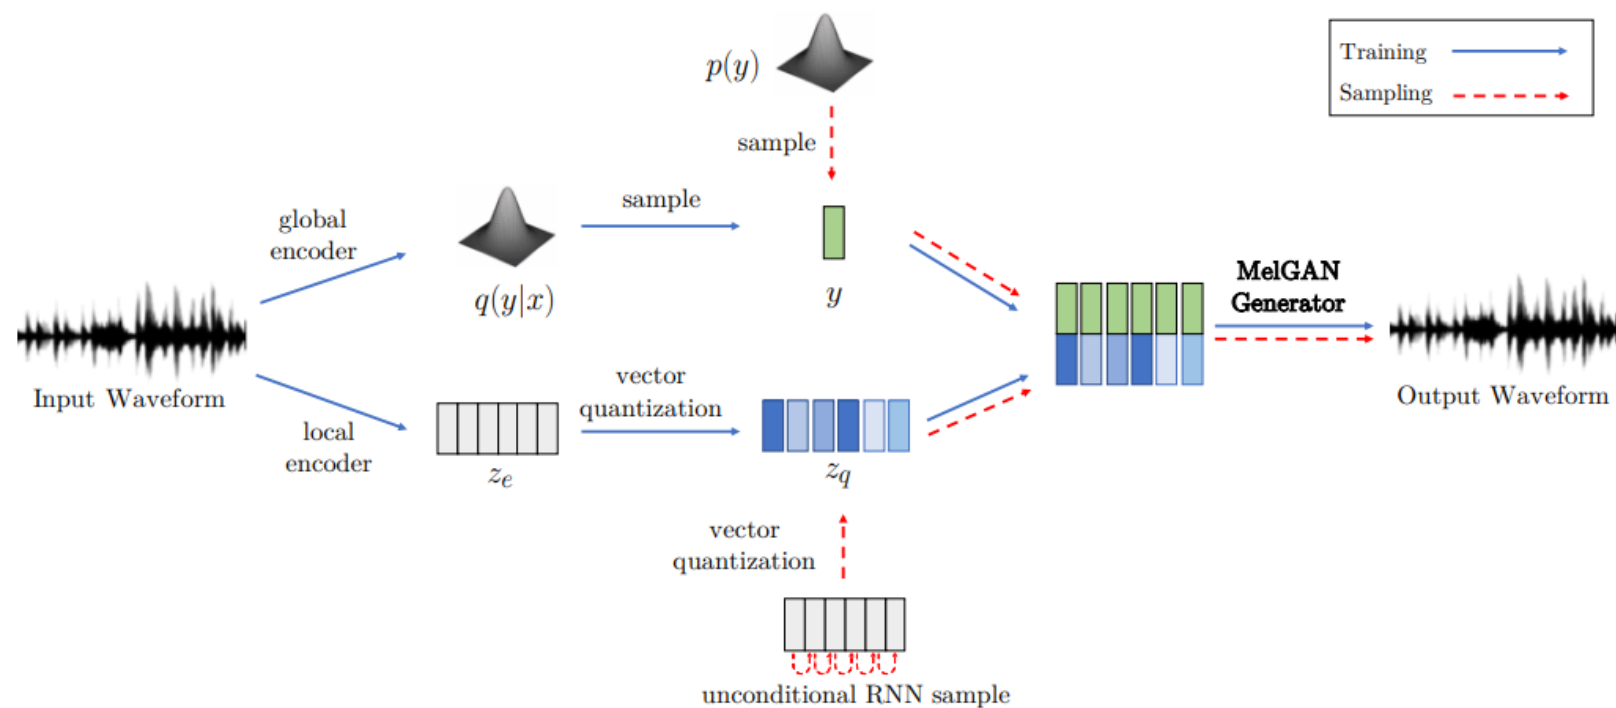 p(y)
Training
Sampling
sample
global
encoder
sample
q(y|x)
y
MelGAN
Generator
Input Waveform
Output Waveform
vector
quantization
local
encoder
z_e
z_q
vector
quantization
unconditional RNN sample